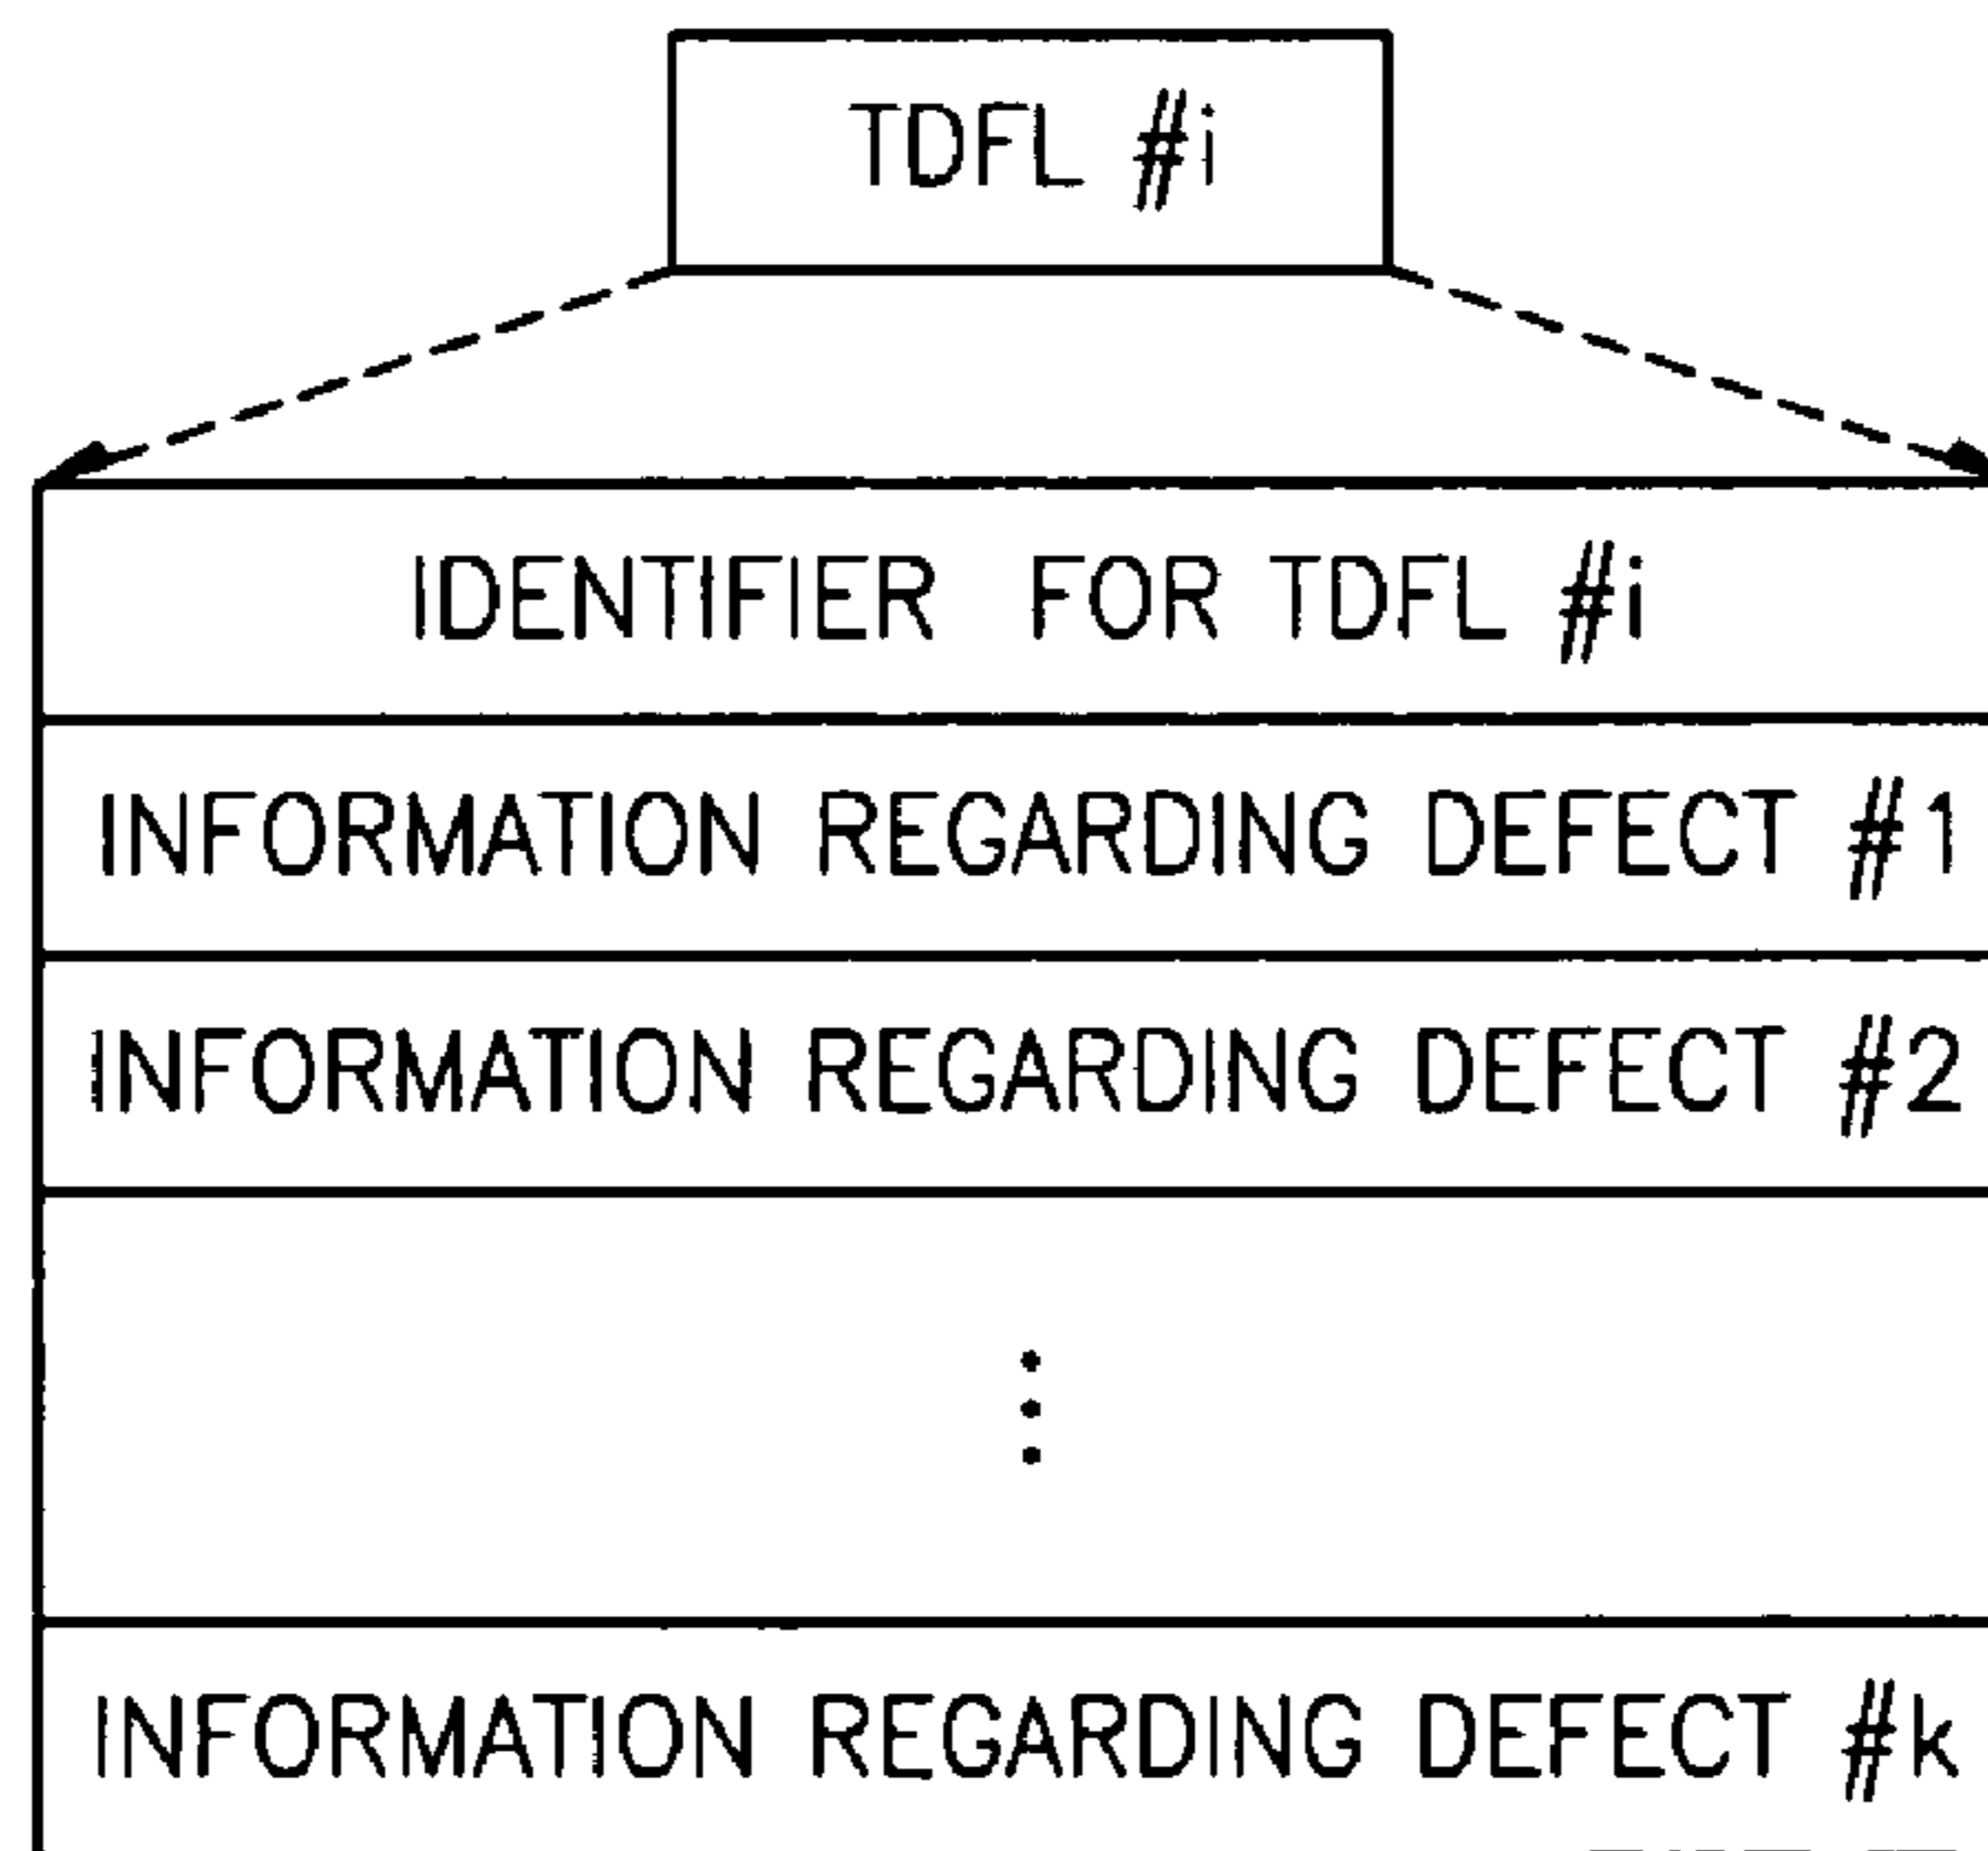 TDFL #i
IDENTIFIER FOR TDFL #i
INFORMATION REGARDING DEFECT #1
INFORMATION REGARDING DEFECT #2
INFORMATION REGARDING DEFECT #k